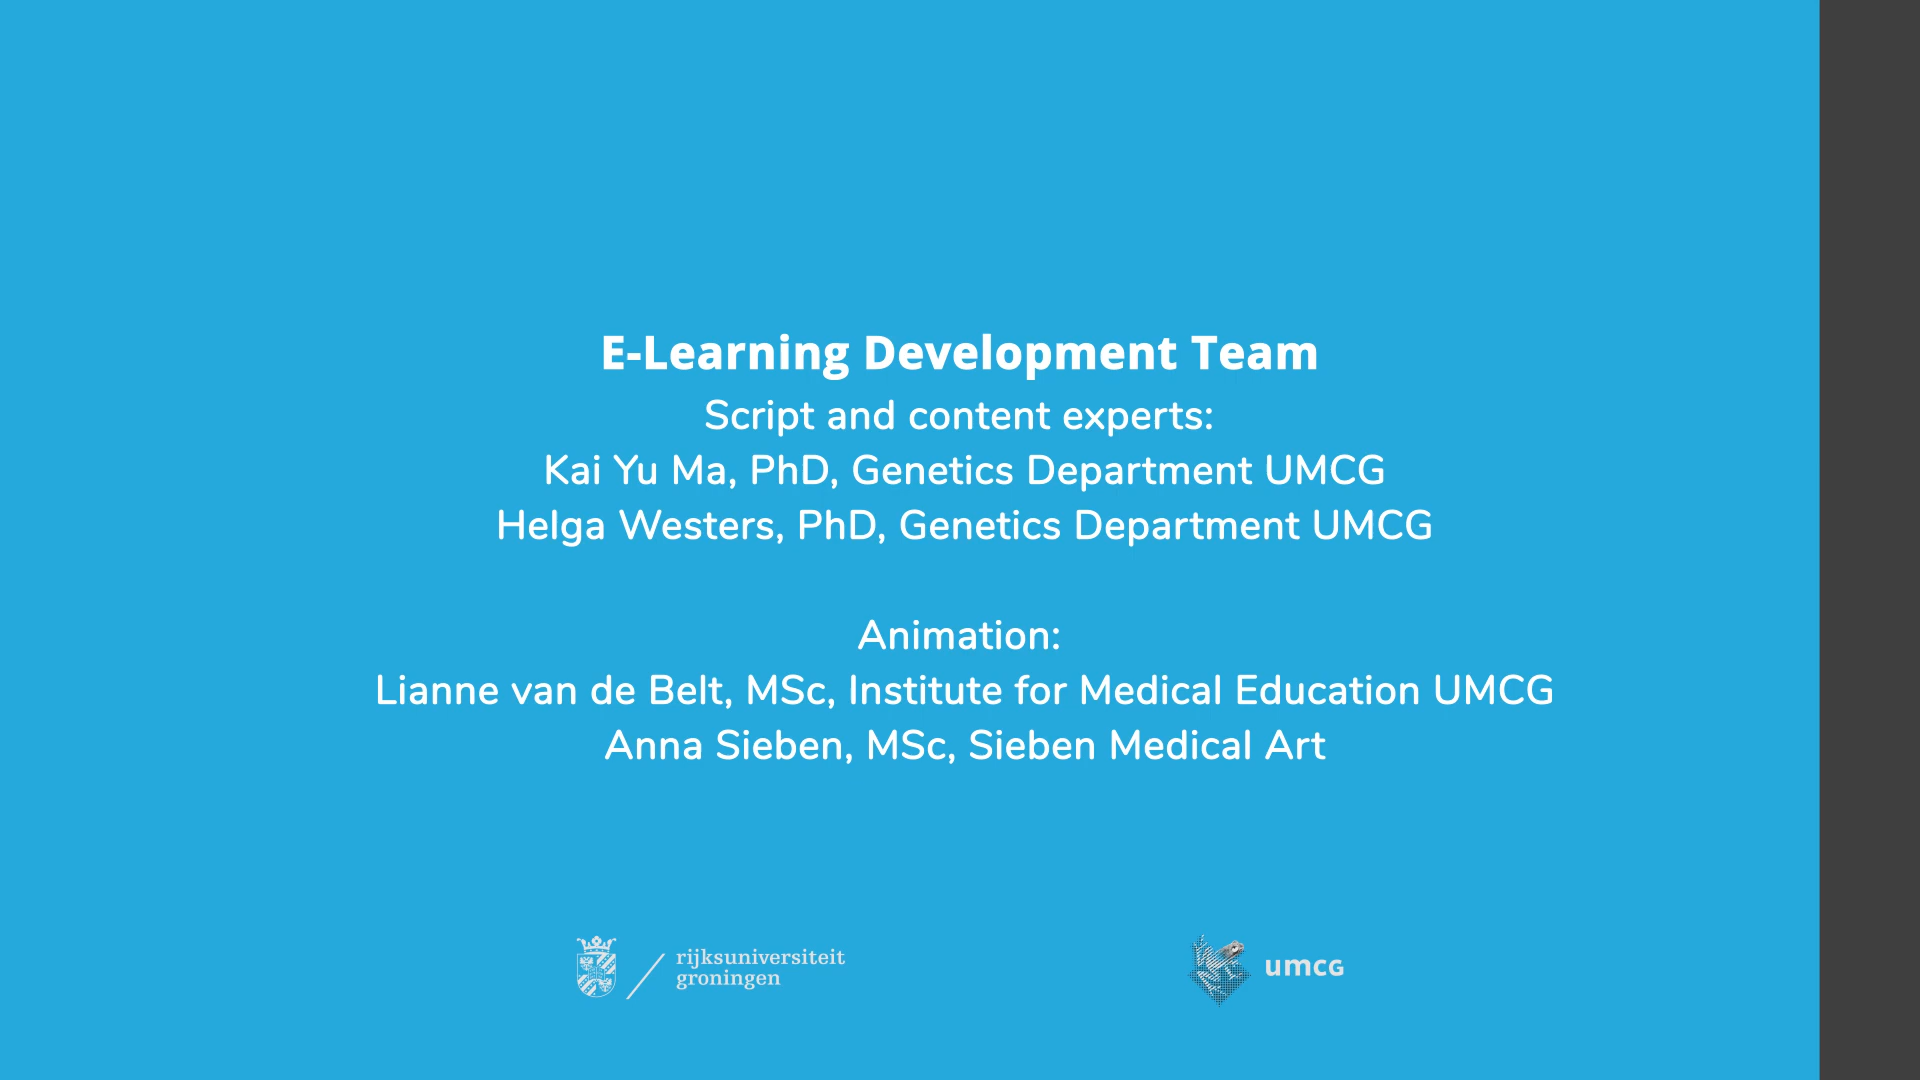 E-Learning Development Team
Script and content experts:
Kai Yu Ma, PhD, Genetics Department UMCG
Helga Westers, PhD, Genetics Department UMCG
Animation:
Lianne van de Belt, MSc, Institute for Medical Education UMCG
Anna Sieben, MSc, Sieben Medical Art
rijksuniversiteit
groningen
umcg